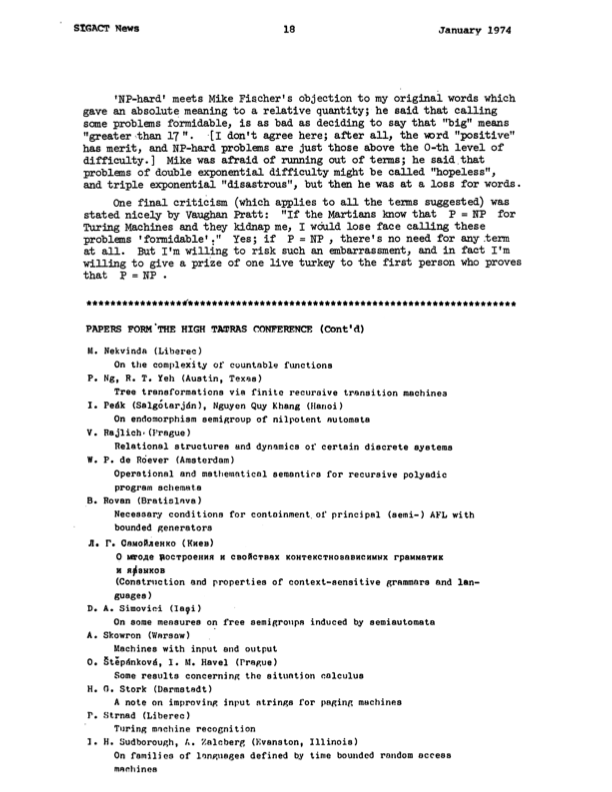 SIGACT News 18 January 1974
'NP-hard' meets Mike Fischer's objection to my original words which
gave an absolute meaning to a relative quantity; he said that calling
some problems formidable, is as bad as deciding to say that "big" means
"greater than 17". [I don't agree here; after all, the word "positive"
has merit, and NP-hard problems are just those above the 0-th level of
difficulty.] Mike was afraid of running out of terms; he said that
problems of double exponential difficulty might be called "hopeless",
and triple exponential "disastrous", but then he was at a loss for words.
One final criticism (which applies to all the terms suggested) was
stated nicely by Vaughan Pratt: "If the Martians know that P = NP for
Turing Machines and they kidnap me, I would lose face calling these
problems 'formidable'." Yes; if P = NP , there's no need for any term
at all. But I'm willing to risk such an embarrassment, and in fact I'm
willing to give a prize of one live turkey to the first person who proves
that P = NP .
PAPERS FORM THE HIGH TATRAS CONFERENCE (Cont'd)
M. Nekvinda (Liberec)
On the complexity of countable functions
P. Ng, R. T. Yeh (Austin, Texas)
Tree transformations via finite recursive transition machines
I. Peák (Salgótarján), Nguyen Quy Khang (Hanoi)
On endomorphism semigroup of nilpotent automata
V. Rajlich (Prague)
Relational structures and dynamics of certain discrete systems
W. P. de Roever (Amsterdam)
Operational and mathematical semantics for recursive polyadic
program schemata
B. Rovan (Bratislava)
Necessary conditions for containment of principal (semi-) AFL with
bounded generators
Л. Г. Самойленко (Киев)
О построения и свойствах контекстнозависимых грамматик
и языков
(Construction and properties of context-sensitive grammars and lan-
guages)
D. A. Simovici (Iaşi)
On some measures on free semigroups induced by semiautomata
A. Skowron (Warsaw)
Machines with input and output
O. Štěpánková, I. M. Havel (Prague)
Some results concerning the situation calculus
H. G. Stork (Darmstadt)
A note on improving input strings for paging machines
P. Strnad (Liberec)
Turing machine recognition
I. H. Sudborough, A. Zalcberg (Evanston, Illinois)
On families of languages defined by time bounded random access
machines